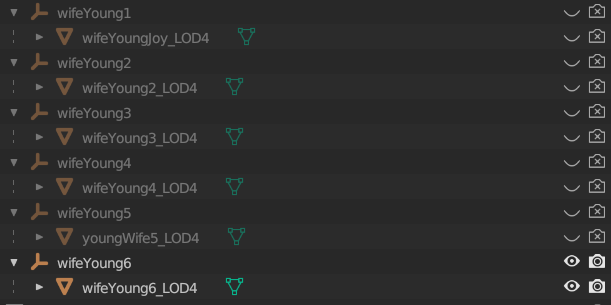 wifeYoung1
wifeYoungJoy_LOD4
wifeYoung2
wifeYoung2_LOD4
wifeYoung3
wifeYoung3_LOD4
wifeYoung4
wifeYoung4_LOD4
wifeYoung5
youngWife5_LOD4
wifeYoung6
wifeYoung6_LOD4